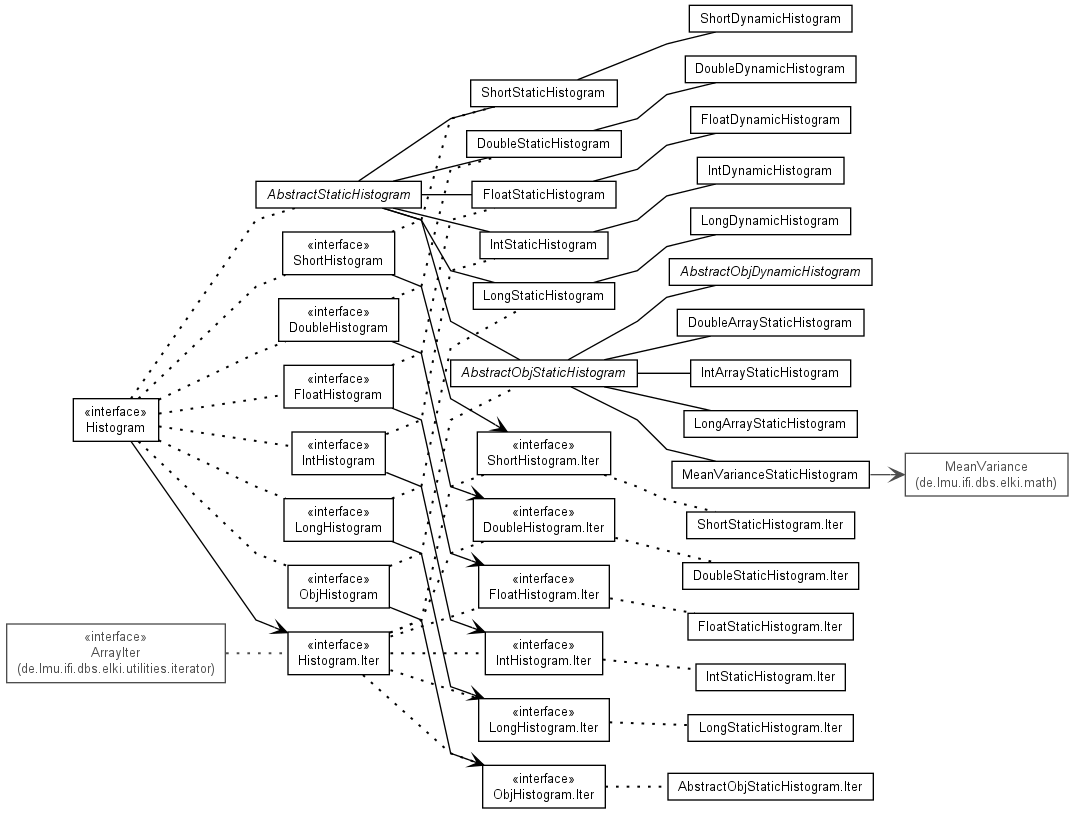 ShortDynamicHistogram
DoubleDynamicHistogram
ShortStaticHistogram
FloatDynamicHistogram
DoubleStaticHistogram
IntDynamicHistogram
AbstractStaticHistogram
FloatStaticHistogram
LongDynamicHistogram
«interface»
ShortHistogram
IntStaticHistogram
AbstractObjDynamicHistogram
LongStaticHistogram
«interface»
DoubleHistogram
DoubleArrayStaticHistogram
«interface»
FloatHistogram
AbstractObjStaticHistogram
IntArrayStaticHistogram
«interface»
Histogram
LongArrayStaticHistogram
«interface»
IntHistogram
«interface»
ShortHistogram.Iter
MeanVarianceStaticHistogram
MeanVariance
(de.lmu.ifi.dbs.elki.math)
«interface»
LongHistogram
«interface»
DoubleHistogram.Iter
ShortStaticHistogram.Iter
«interface»
ObjHistogram
«interface»
FloatHistogram.Iter
DoubleStaticHistogram.Iter
FloatStaticHistogram.Iter
«interface»
ArrayIter
(de.lmu.ifi.dbs.elki.utilities.iterator)
«interface»
Histogram.Iter
«interface»
IntHistogram.Iter
IntStaticHistogram.Iter
«interface»
LongHistogram.Iter
LongStaticHistogram.Iter
«interface»
ObjHistogram.Iter
AbstractObjStaticHistogram.Iter